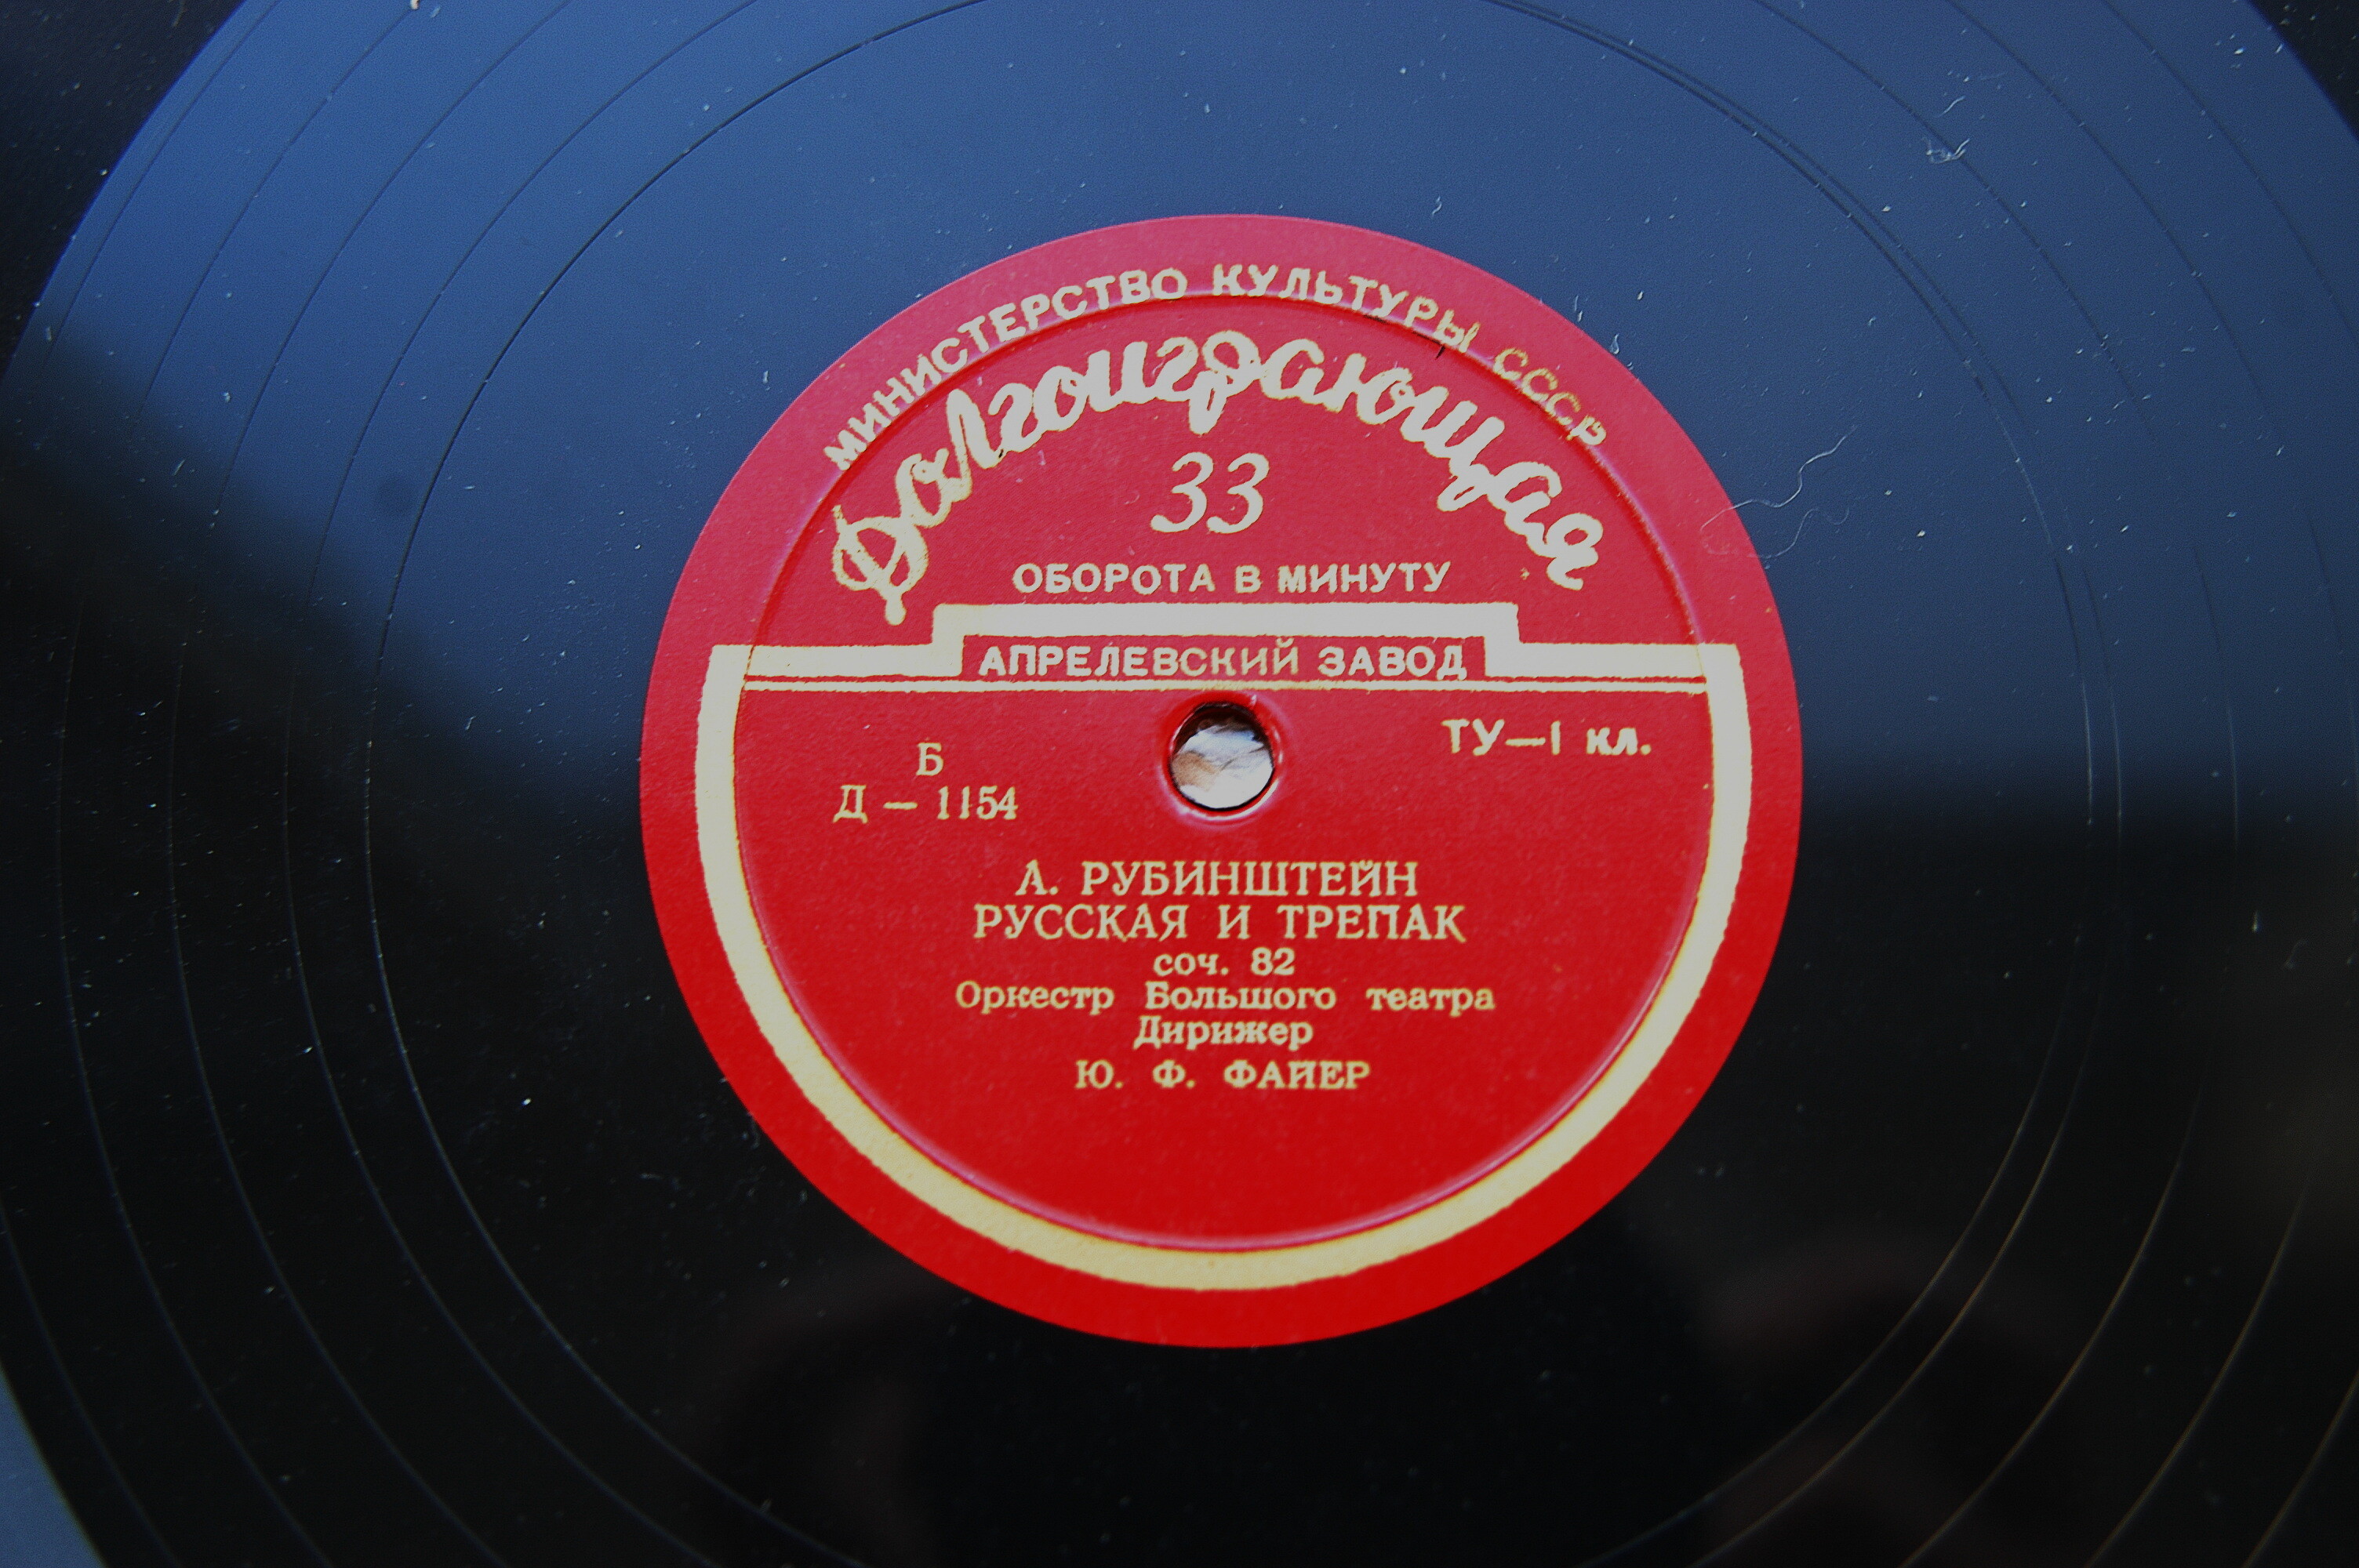 МИНИСТЕРСТВО КУЛЬТУРЫ СССР
Долгоиграющая
33
ОБОРОТА В МИНУТУ
АПРЕЛЕВСКИЙ ЗАВОД
ТУ—1 кл.
Б
Д — 1154
А. РУБИНШТЕЙН
РУССКАЯ И ТРЕПАК
соч. 82
Оркестр Большого театра
Дирижер
Ю. Ф. ФАЙЕР